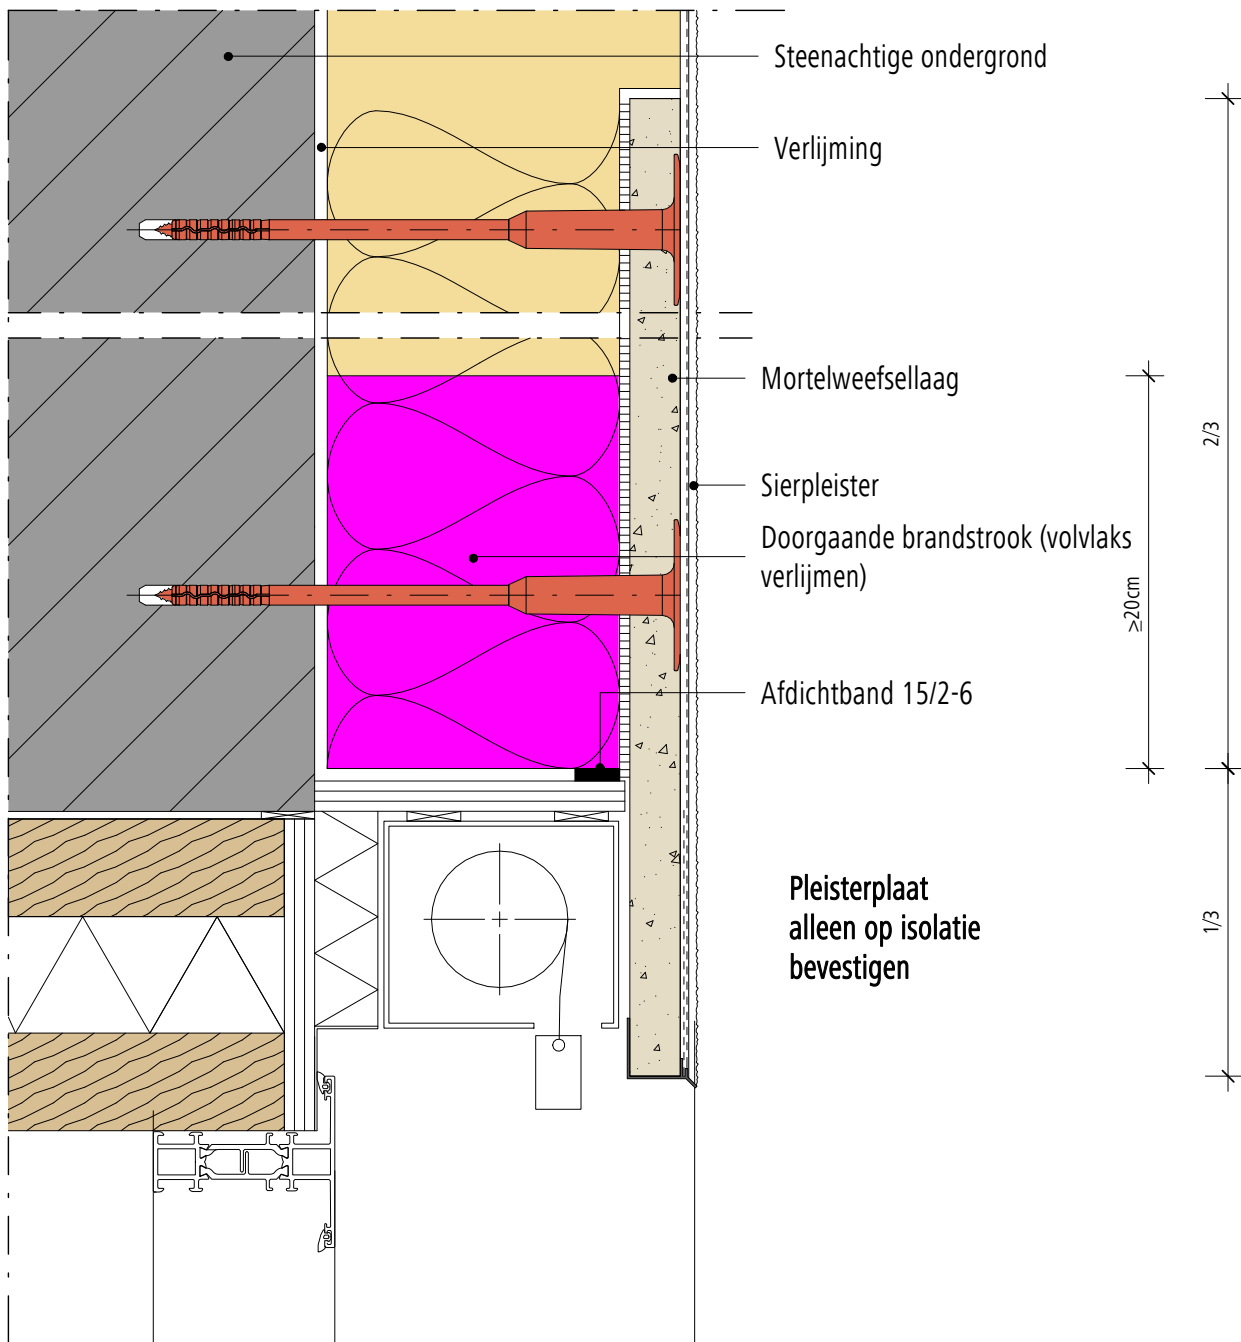 Steenachtige ondergrond
Verlijming
Mortelweefsellaag
2/3
Sierpleister
Doorgaande brandstrook (volvlaks
verlijmen)
≥20cm
Afdichtband 15/2-6
Pleisterplaat
alleen op isolatie
bevestigen
1/3